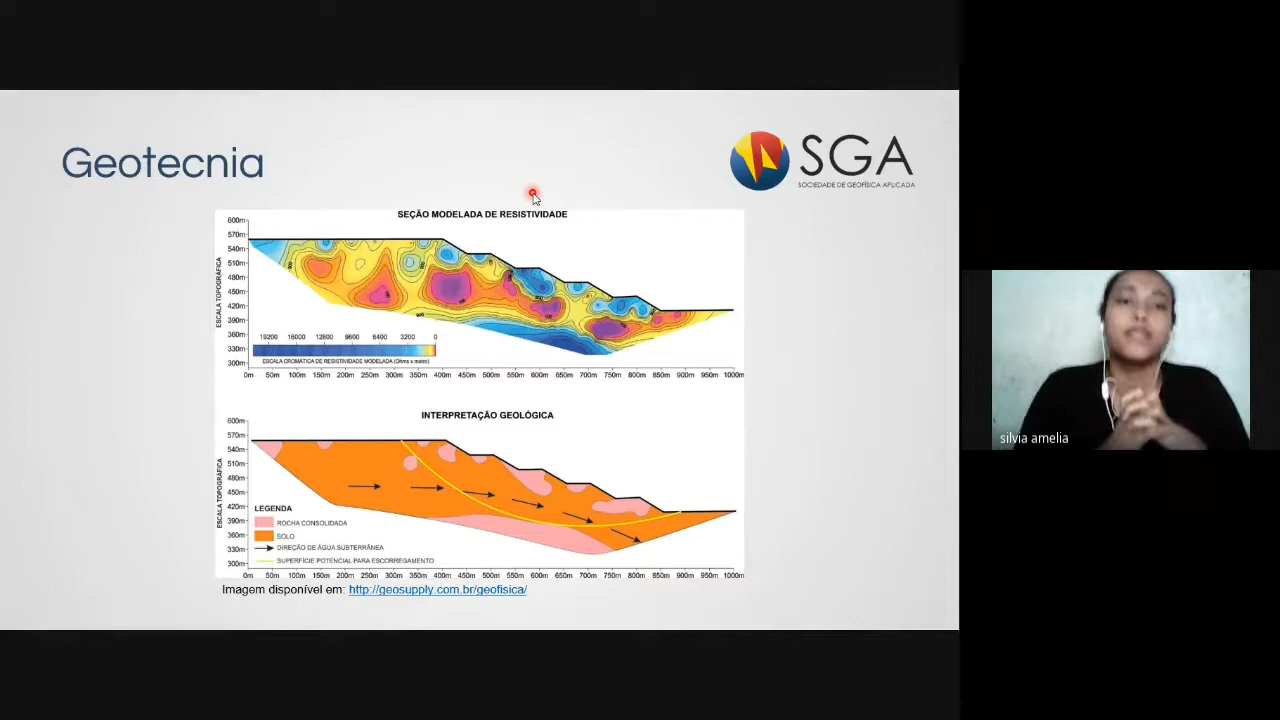 Geotecnia
SGA
SOCIEDADE DE GEOFÍSICA APLICADA
SEÇÃO MODELADA DE RESISTIVIDADE
600m
570m
540m
510m
480m
450m
420m
390m
360m
330m
300m
ESCALA TOPOGRÁFICA
19200 16000 12800 9600 6400 3200 0
ESCALA CROMÁTICA DE RESISTIVIDADE MODELADA (Ohms x metro)
0m 50m 100m 150m 200m 250m 300m 350m 400m 450m 500m 550m 600m 650m 700m 750m 800m 850m 900m 950m 1000m
INTERPRETAÇÃO GEOLÓGICA
600m
570m
540m
510m
480m
450m
420m
390m
360m
330m
300m
ESCALA TOPOGRÁFICA
LEGENDA
ROCHA CONSOLIDADA
SOLO
DIREÇÃO DE ÁGUA SUBTERRÂNEA
SUPERFÍCIE POTENCIAL PARA ESCORREGAMENTO
0m 50m 100m 150m 200m 250m 300m 350m 400m 450m 500m 550m 600m 650m 700m 750m 800m 850m 900m 950m 1000m
Imagem disponível em: http://geosupply.com.br/geofisica/
silvia amelia